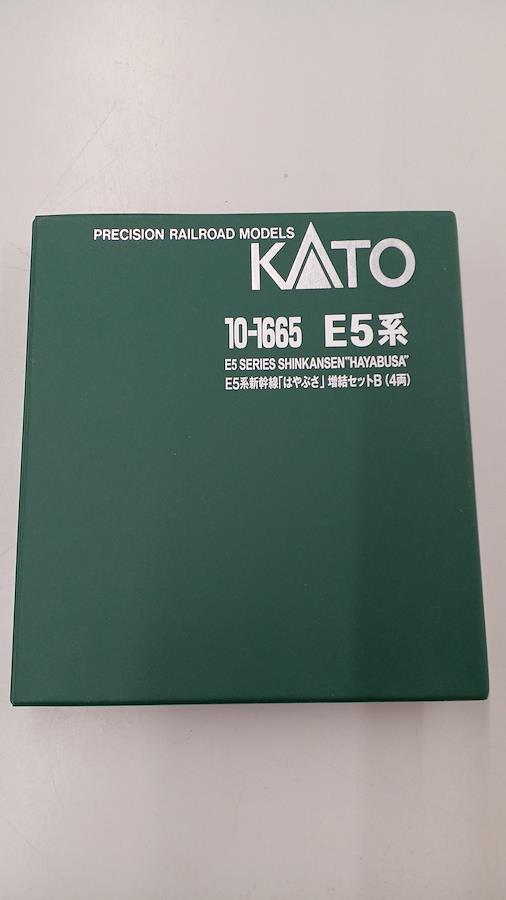 PRECISION RAILROAD MODELS
KATO
10-1665 E5系
E5 SERIES SHINKANSEN"HAYABUSA"
E5系新幹線「はやぶさ」増結セットB(4両)